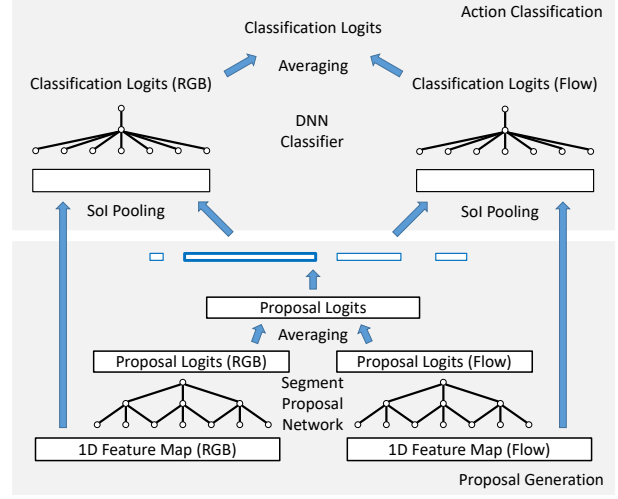 Action Classification
Classification Logits
Averaging
Classification Logits (RGB)
Classification Logits (Flow)
DNN
Classifier
SoI Pooling
SoI Pooling
Proposal Logits
Averaging
Proposal Logits (RGB)
Proposal Logits (Flow)
Segment
Proposal
Network
1D Feature Map (RGB)
1D Feature Map (Flow)
Proposal Generation